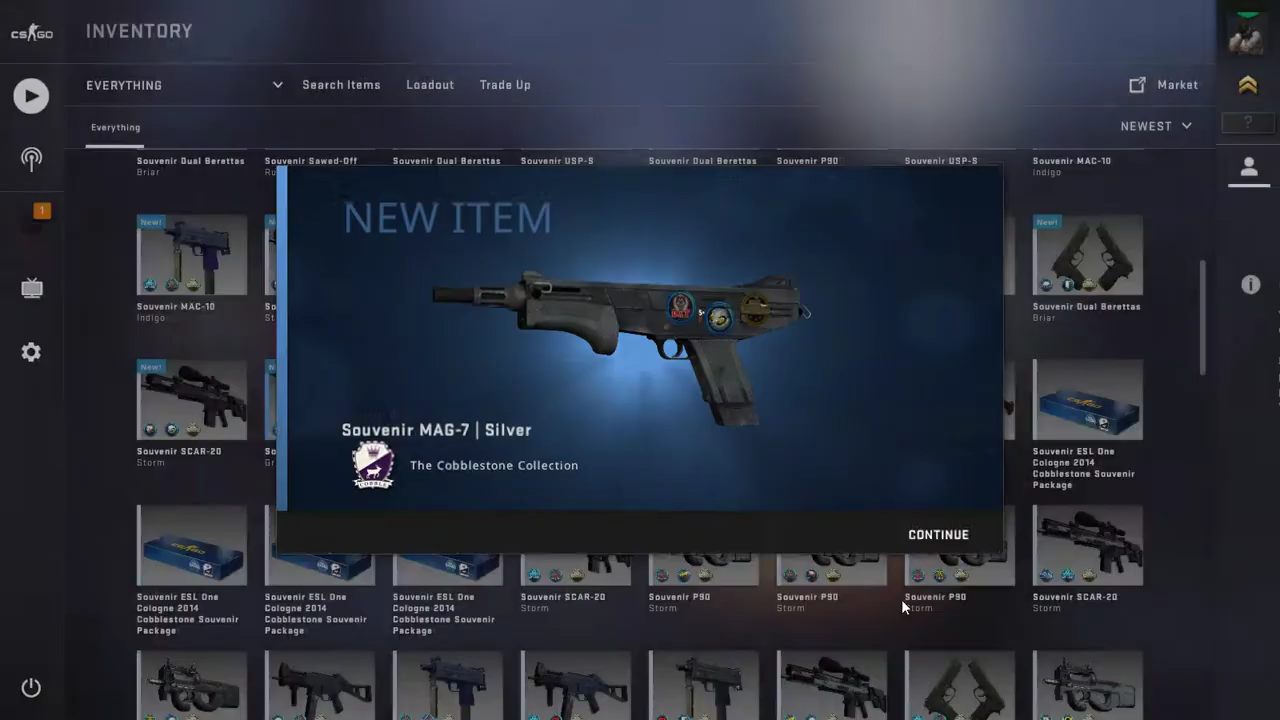 CS:GO
INVENTORY
EVERYTHING
Search Items
Loadout
Trade Up
Market
Everything
NEWEST
?
Souvenir Dual Berettas
Briar
Souvenir Sawed-Off
Souvenir Dual Berettas
Souvenir USP-S
Souvenir Dual Berettas
Souvenir P90
Souvenir USP-S
Souvenir MAC-10
Indigo
1
New!
New!
NEW ITEM
Souvenir MAC-10
Indigo
Souvenir Dual Berettas
Briar
New!
Souvenir MAG-7 | Silver
COBBLE
The Cobblestone Collection
Souvenir SCAR-20
Storm
Souvenir ESL One
Cologne 2014
Cobblestone Souvenir
Package
CONTINUE
Souvenir ESL One
Cologne 2014
Cobblestone Souvenir
Package
Souvenir ESL One
Cologne 2014
Cobblestone Souvenir
Package
Souvenir ESL One
Cologne 2014
Cobblestone Souvenir
Package
Souvenir SCAR-20
Storm
Souvenir P90
Storm
Souvenir P90
Storm
Souvenir P90
Storm
Souvenir SCAR-20
Storm